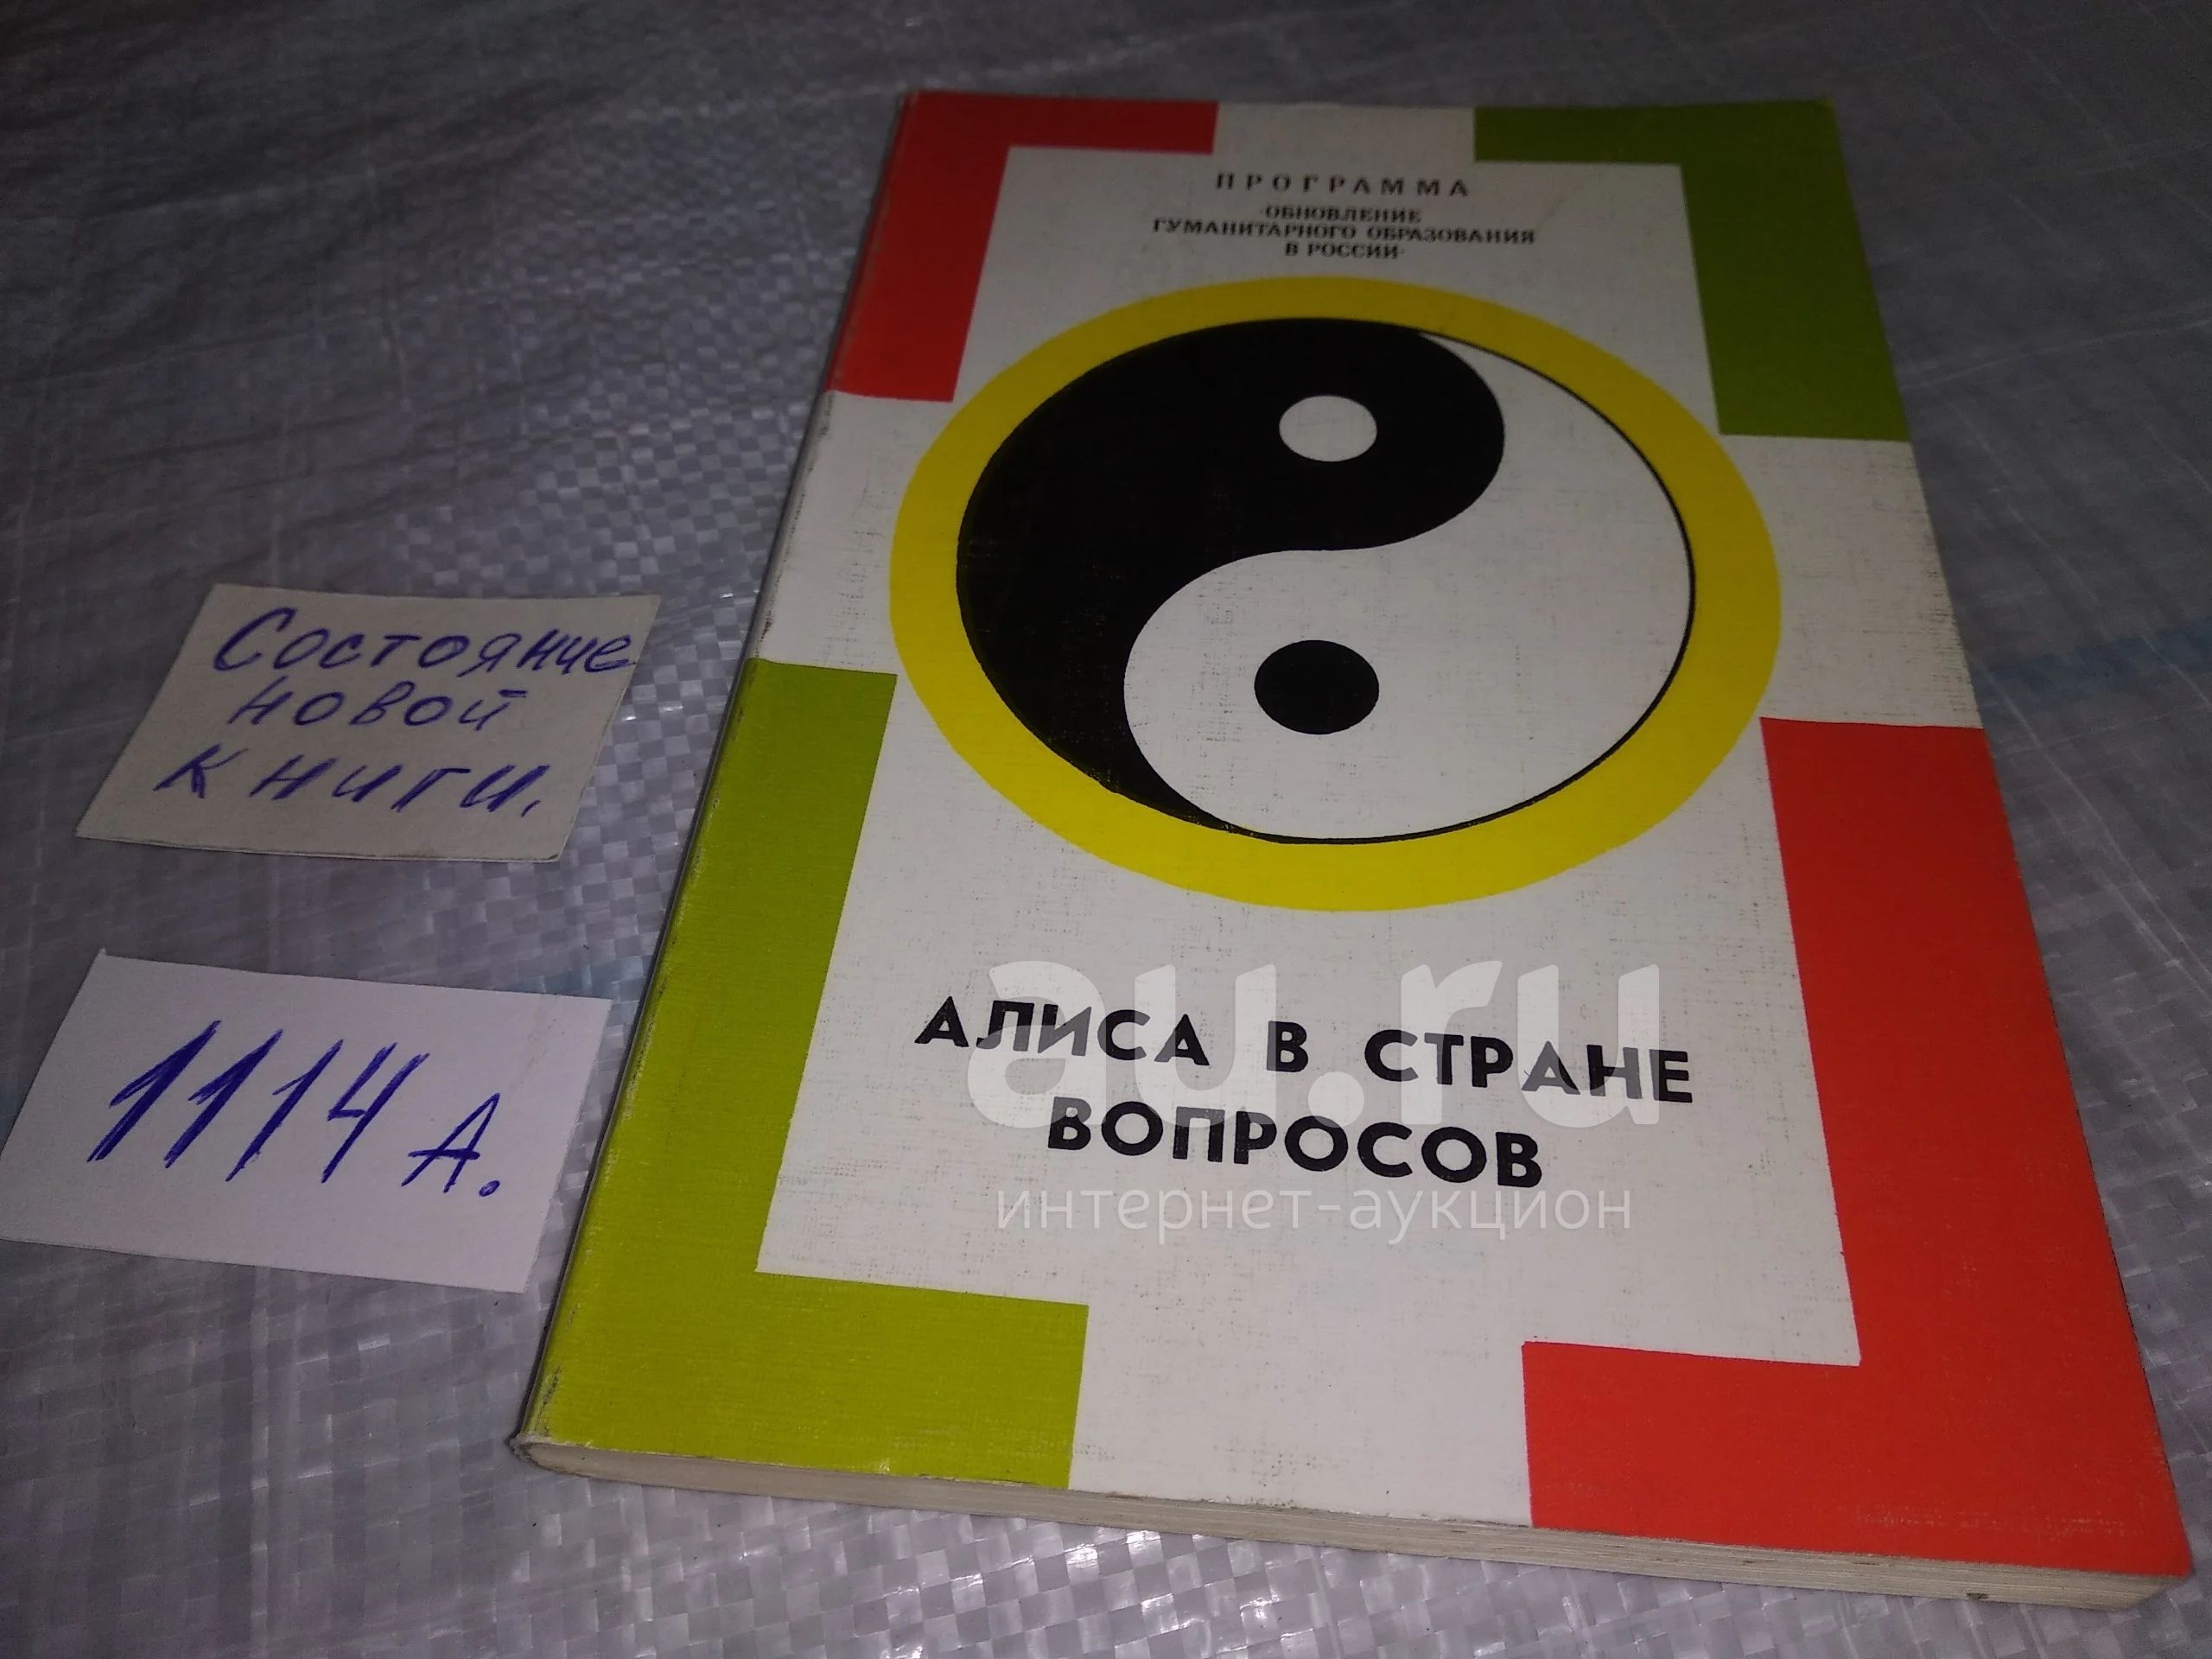 ПРОГРАММА
·ОБНОВЛЕНИЕ
ГУМАНИТАРНОГО ОБРАЗОВАНИЯ
В РОССИИ·
Состояние
новой
книги.
1114 А.
АЛИСА В СТРАНЕ
ВОПРОСОВ
au.ru
интернет-аукцион